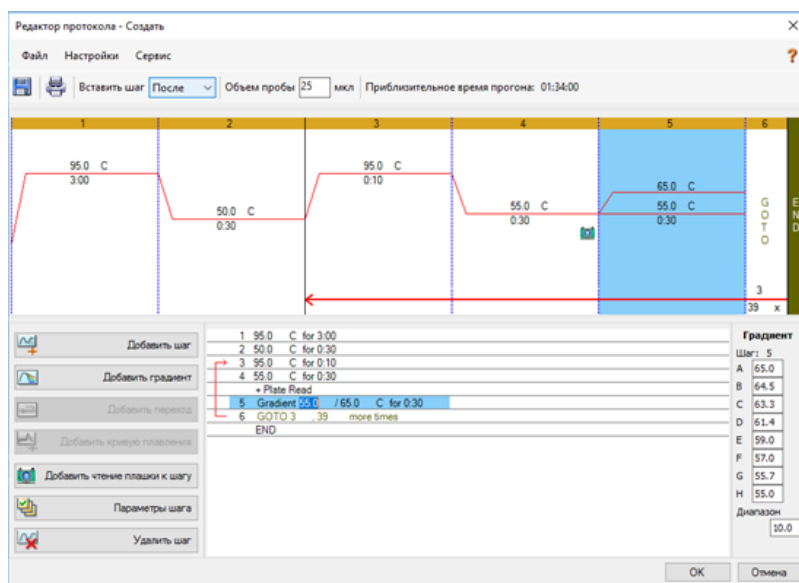 Редактор протокола - Создать
Файл Настройки Сервис
Вставить шаг После Объем пробы 25 мкл Приблизительное время прогона: 01:34:00
1 2 3 4 5 6
95.0 C
3:00
50.0 C
0:30
95.0 C
0:10
55.0 C
0:30
65.0 C
55.0 C
0:30
GOTO
3
39 x
END
Добавить шаг
Добавить градиент
Добавить переход
Добавить кривую плавления
Добавить чтение плашки к шагу
Параметры шага
Удалить шаг
1 95.0 C for 3:00
2 50.0 C for 0:30
3 95.0 C for 0:10
4 55.0 C for 0:30
+ Plate Read
5 Gradient 55.0 / 65.0 C for 0:30
6 GOTO 3 , 39 more times
END
Градиент
Шаг: 5
A 65.0
B 64.5
C 63.3
D 61.4
E 59.0
F 57.0
G 55.7
H 55.0
Диапазон
10.0
OK Отмена